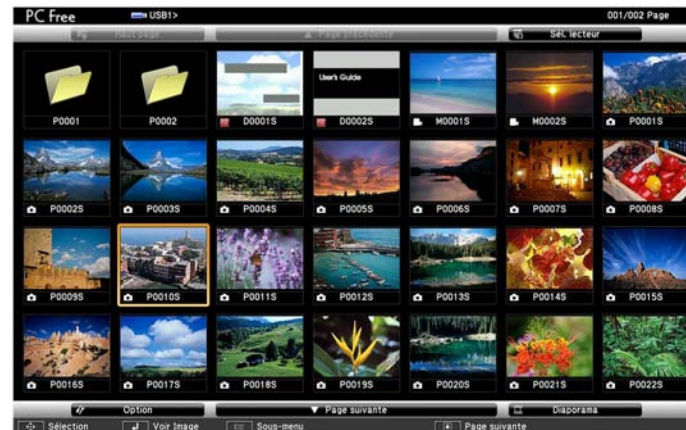 PC Free USB1> 001/002 Page
Haut page ▲ Page précédente Sél. lecteur
P0001 P0002 D0001S User's Guide D0002S M0001S M0002S P0001S
P0002S P0003S P0004S P0005S P0006S P0007S P0008S
P0009S P0010S P0011S P0012S P0013S P0014S P0015S
P0016S P0017S P0018S P0019S P0020S P0021S P0022S
Option ▼ Page suivante Diaporama
Sélection Voir Image Sous-menu Page suivante